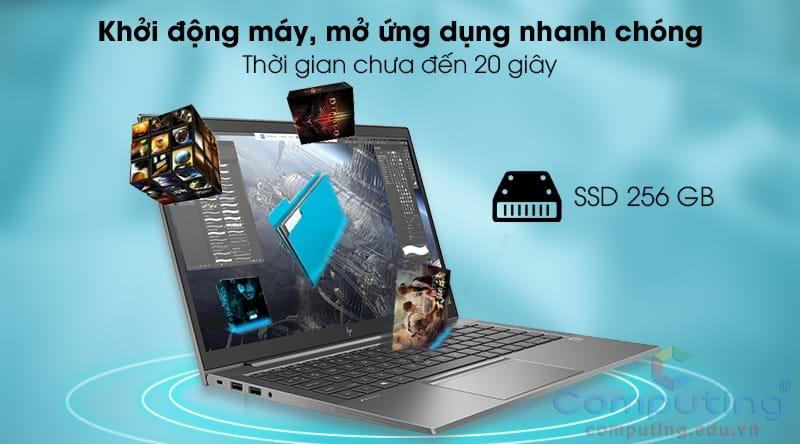 Khởi động máy, mở ứng dụng nhanh chóng
Thời gian chưa đến 20 giây
SSD 256 GB
hp
Computing®
computing.edu.vn